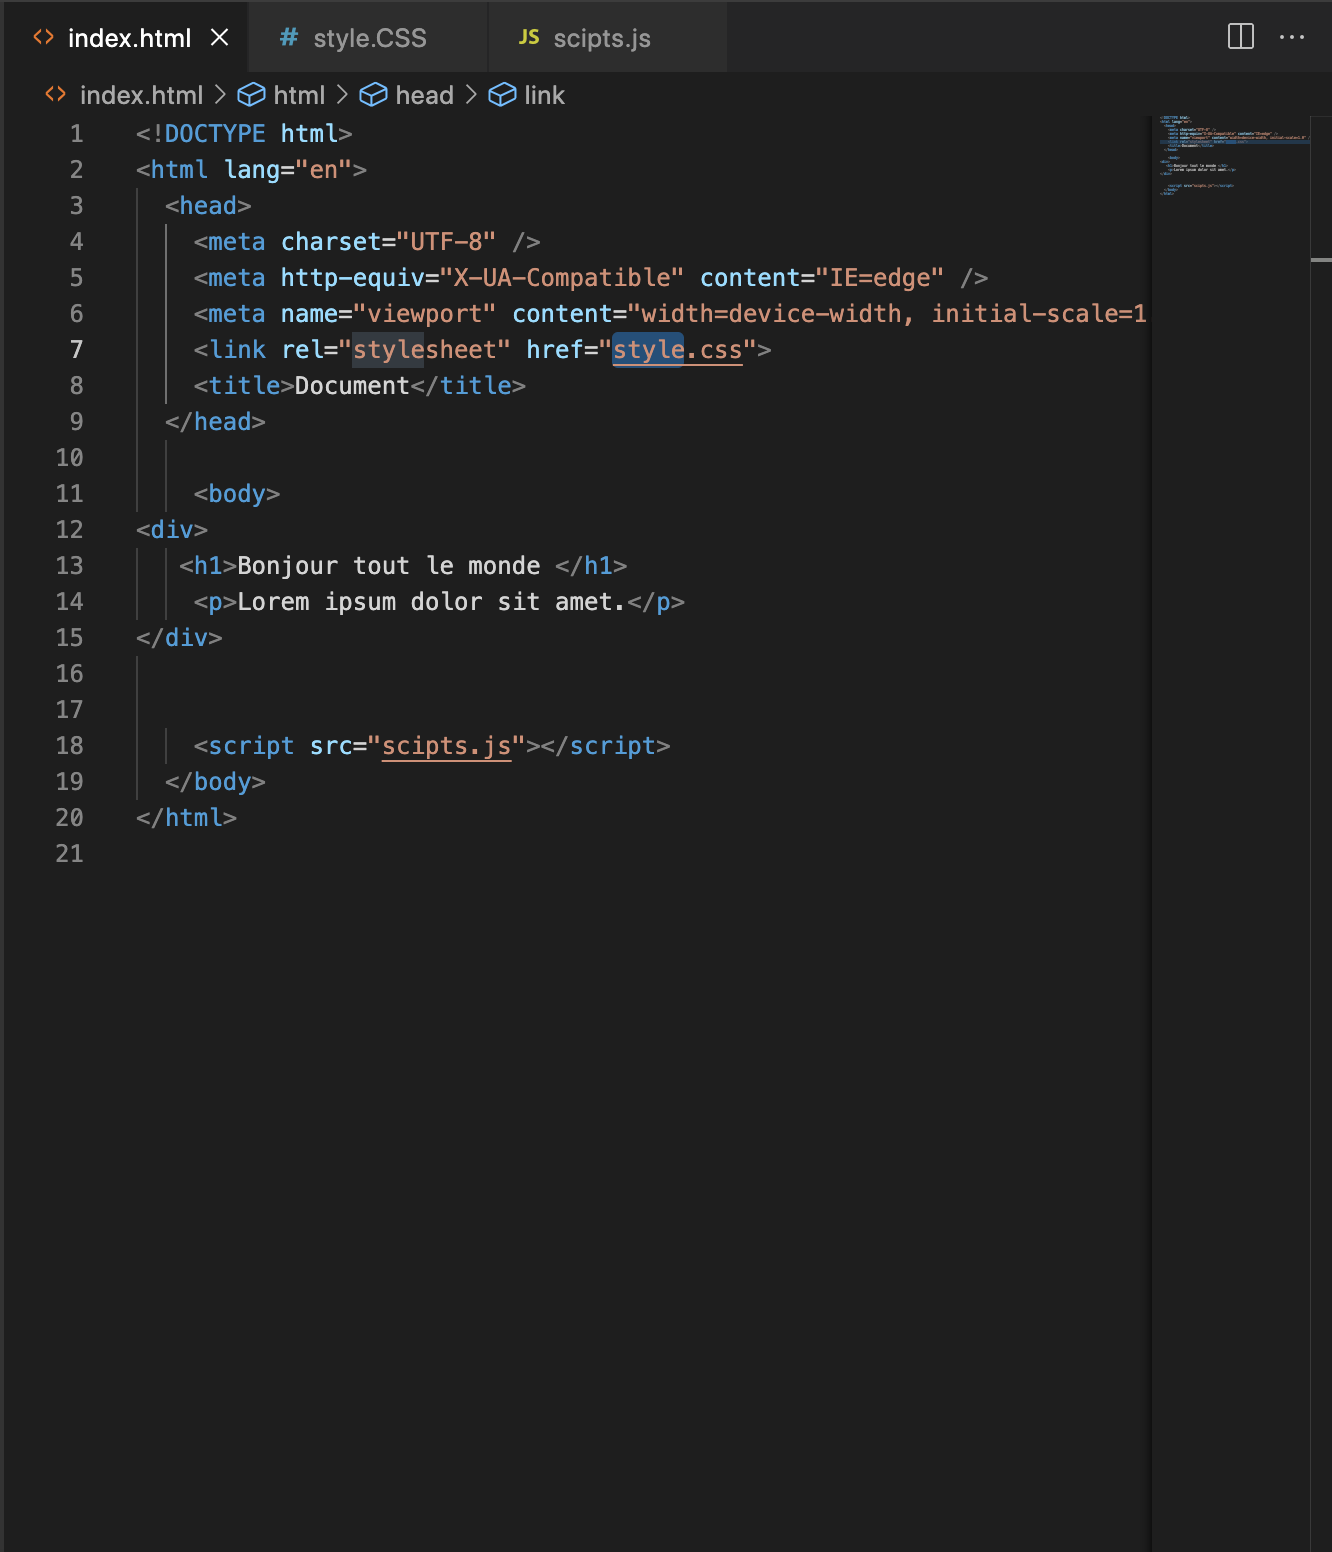 index.html style.CSS JS scipts.js
index.html > html > head > link
1 <!DOCTYPE html>
2 <html lang="en">
3 <head>
4 <meta charset="UTF-8" />
5 <meta http-equiv="X-UA-Compatible" content="IE=edge" />
6 <meta name="viewport" content="width=device-width, initial-scale=1
7 <link rel="stylesheet" href="style.css">
8 <title>Document</title>
9 </head>
10
11 <body>
12 <div>
13 <h1>Bonjour tout le monde </h1>
14 <p>Lorem ipsum dolor sit amet.</p>
15 </div>
16
17
18 <script src="scipts.js"></script>
19 </body>
20 </html>
21